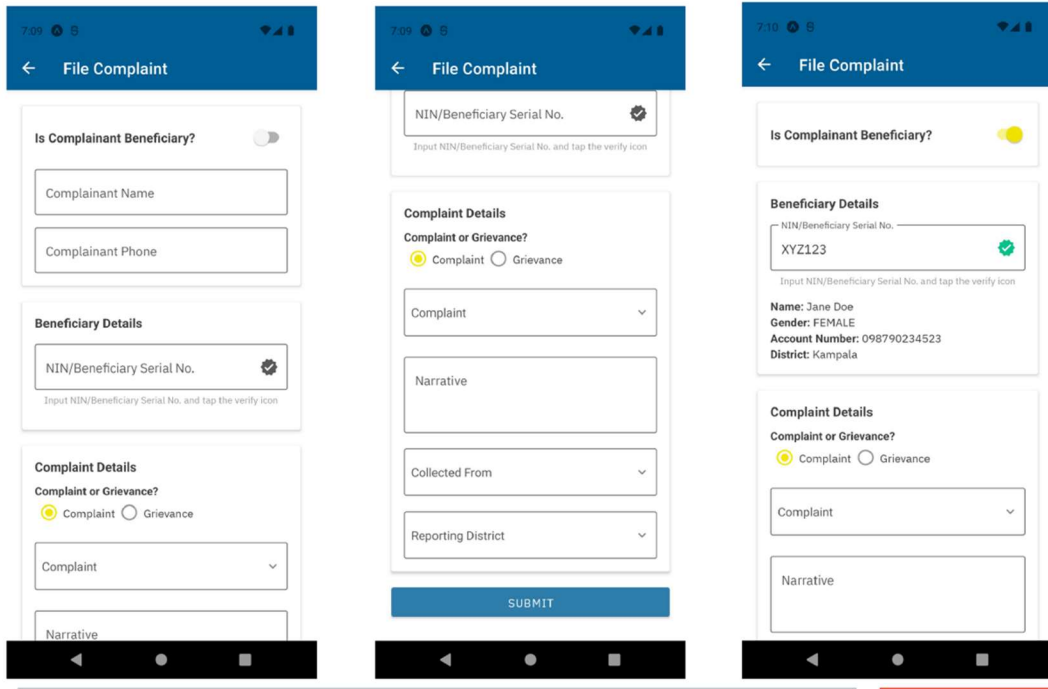 7:09
File Complaint
Is Complainant Beneficiary?
Complainant Name
Complainant Phone
Beneficiary Details
NIN/Beneficiary Serial No.
Input NIN/Beneficiary Serial No. and tap the verify icon
Complaint Details
Complaint or Grievance?
Complaint Grievance
Complaint
Narrative
7:09
File Complaint
NIN/Beneficiary Serial No.
Input NIN/Beneficiary Serial No. and tap the verify icon
Complaint Details
Complaint or Grievance?
Complaint Grievance
Complaint
Narrative
Collected From
Reporting District
SUBMIT
7:10
File Complaint
Is Complainant Beneficiary?
Beneficiary Details
NIN/Beneficiary Serial No.
XYZ123
Input NIN/Beneficiary Serial No. and tap the verify icon
Name: Jane Doe
Gender: FEMALE
Account Number: 098790234523
District: Kampala
Complaint Details
Complaint or Grievance?
Complaint Grievance
Complaint
Narrative